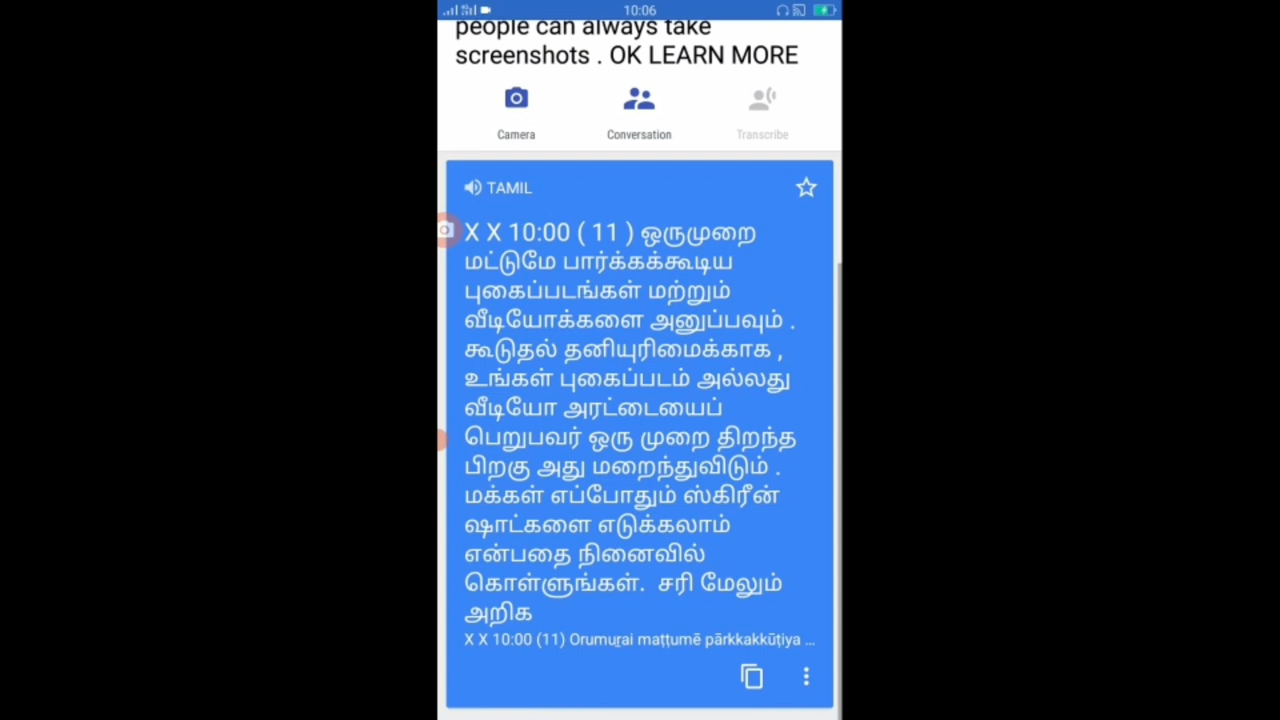 10:06
people can always take
screenshots . OK LEARN MORE
Camera
Conversation
Transcribe
TAMIL
X X 10:00 ( 11 ) ஒருமுறை
மட்டுமே பார்க்கக்கூடிய
புகைப்படங்கள் மற்றும்
வீடியோக்களை அனுப்பவும் .
கூடுதல் தனியுரிமைக்காக ,
உங்கள் புகைப்படம் அல்லது
வீடியோ அரட்டையைப்
பெறுபவர் ஒரு முறை திறந்த
பிறகு அது மறைந்துவிடும் .
மக்கள் எப்போதும் ஸ்கிரீன்
ஷாட்களை எடுக்கலாம்
என்பதை நினைவில்
கொள்ளுங்கள். சரி மேலும்
அறிக
X X 10:00 (11) Orumuṟai maṭṭumē pārkkakkūṭiya ...